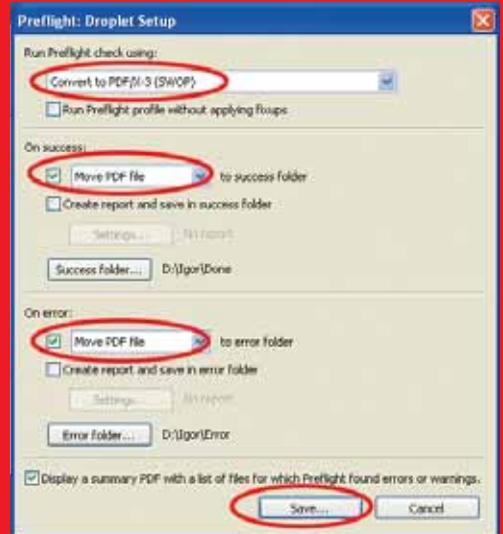 Preflight: Droplet Setup
Run Preflight check using:
Convert to PDF/X-3 (SWOP)
Run Preflight profile without applying fixups
On success:
Move PDF file to success folder
Create report and save in success folder
Settings... No report
Success folder... D:\Igor\Done
On error:
Move PDF file to error folder
Create report and save in error folder
Settings... No report
Error folder... D:\Igor\Error
Display a summary PDF with a list of files for which Preflight found errors or warnings.
Save... Cancel